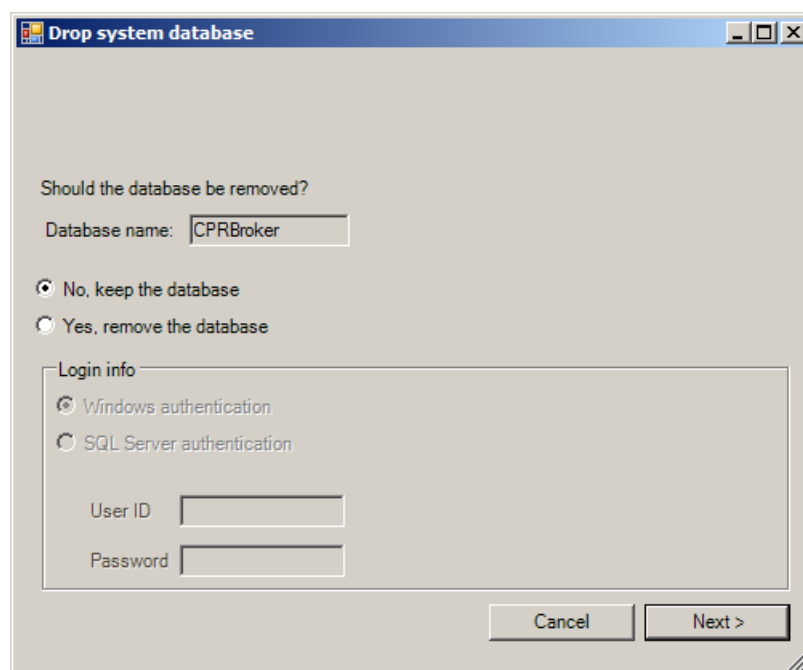 Drop system database
Should the database be removed?
Database name: CPRBroker
No, keep the database
Yes, remove the database
Login info
Windows authentication
SQL Server authentication
User ID
Password
Cancel Next >